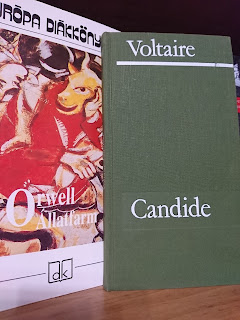 URÓPA DIÁKKÖNY
Orwell
Állatfarm
dk
Voltaire
Candide